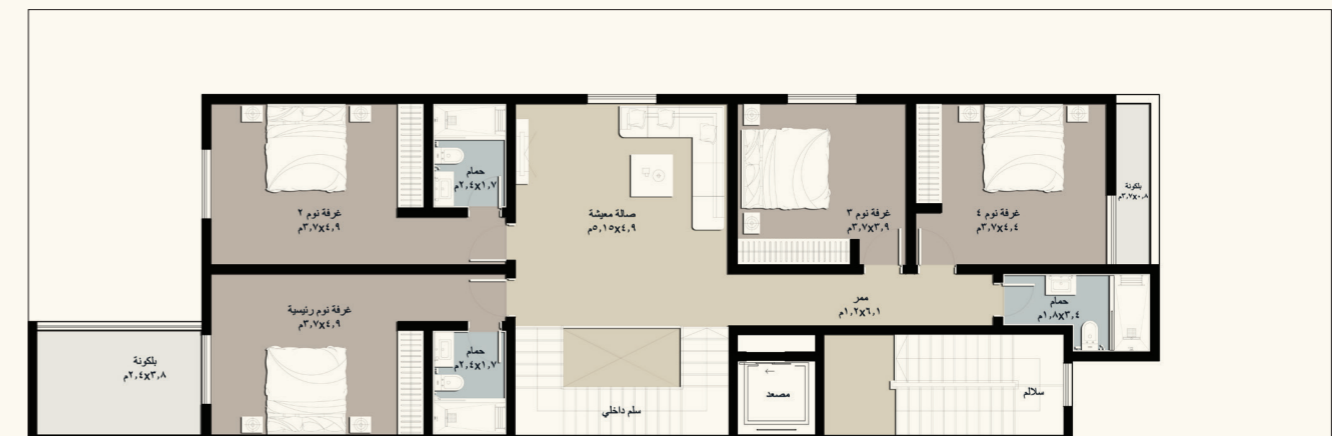 حمام
٢,٤x١,٧م
بلكونة
٣,٧x٠,٨م
غرفة نوم ٢
٣,٧x٤,٩م
صالة معيشة
٥,١٥x٤,٩م
غرفة نوم ٣
٣,٧x٣,٩م
غرفة نوم ٤
٣,٧x٤,٤م
غرفة نوم رئيسية
٣,٧x٤,٩م
ممر
١,٢x٦,١م
حمام
١,٨x٣,٤م
بلكونة
٢,٤x٣,٨م
حمام
٢,٤x١,٧م
سلم داخلي
مصعد
سلالم